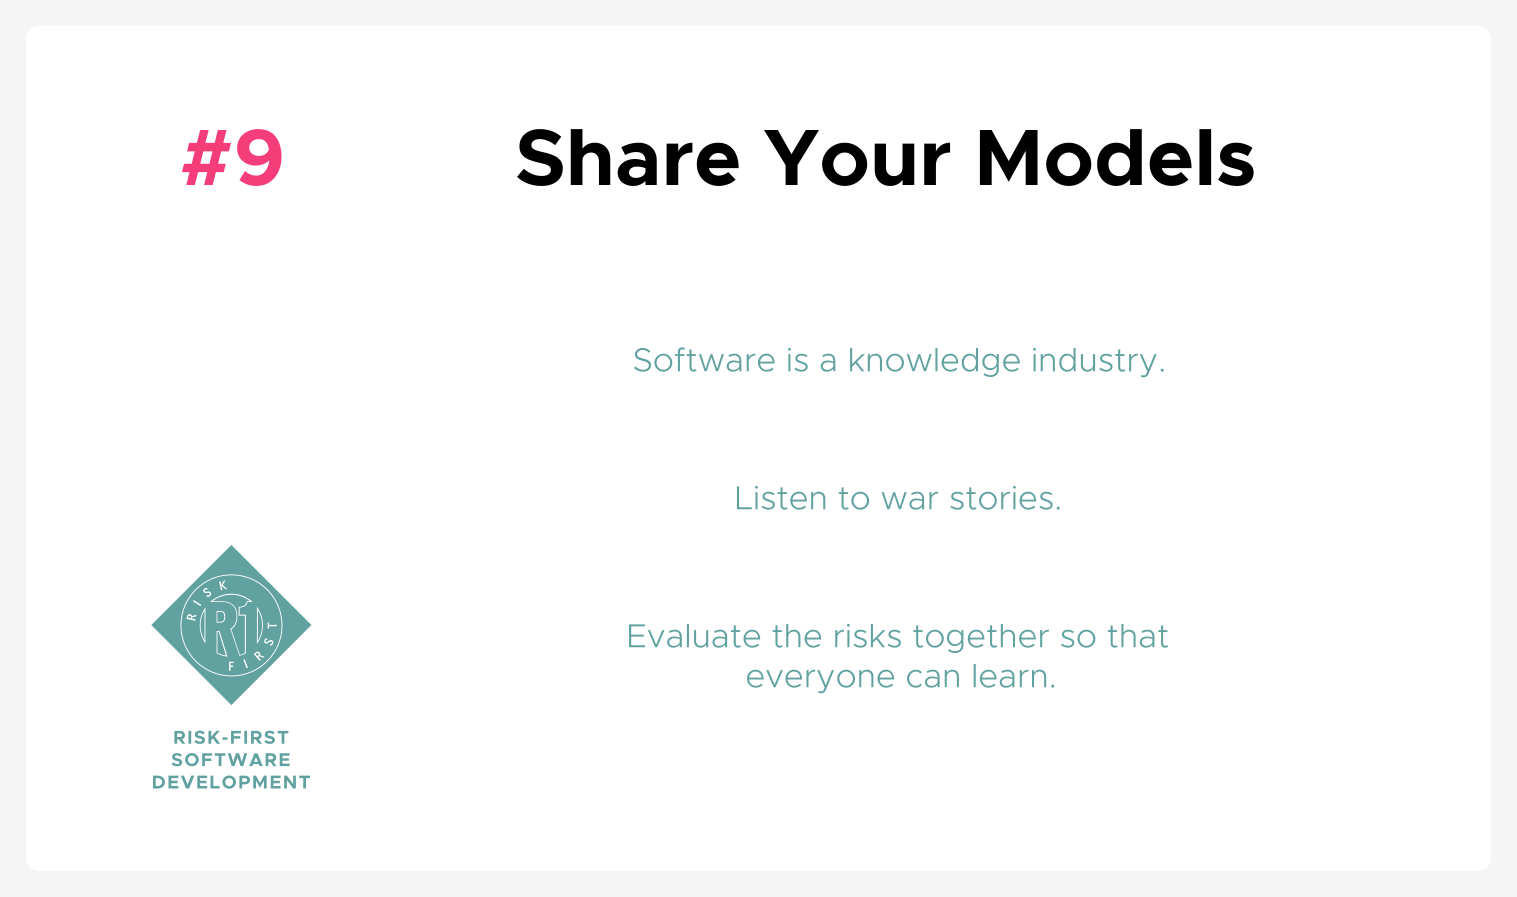 #9
Share Your Models
Software is a knowledge industry.
Listen to war stories.
Evaluate the risks together so that
everyone can learn.
RISK
R1
FIRST
RISK-FIRST
SOFTWARE
DEVELOPMENT